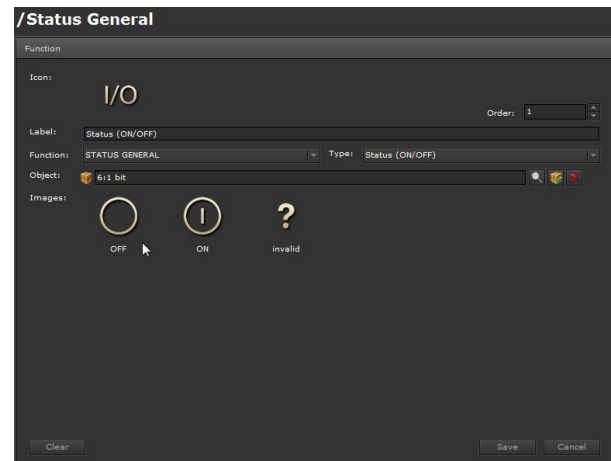 /Status General
Function
Icon:
I/O
Order: 1
Label: Status (ON/OFF)
Function: STATUS GENERAL Type: Status (ON/OFF)
Object: 6:1 bit
Images:
?
OFF ON invalid
Clear Save Cancel